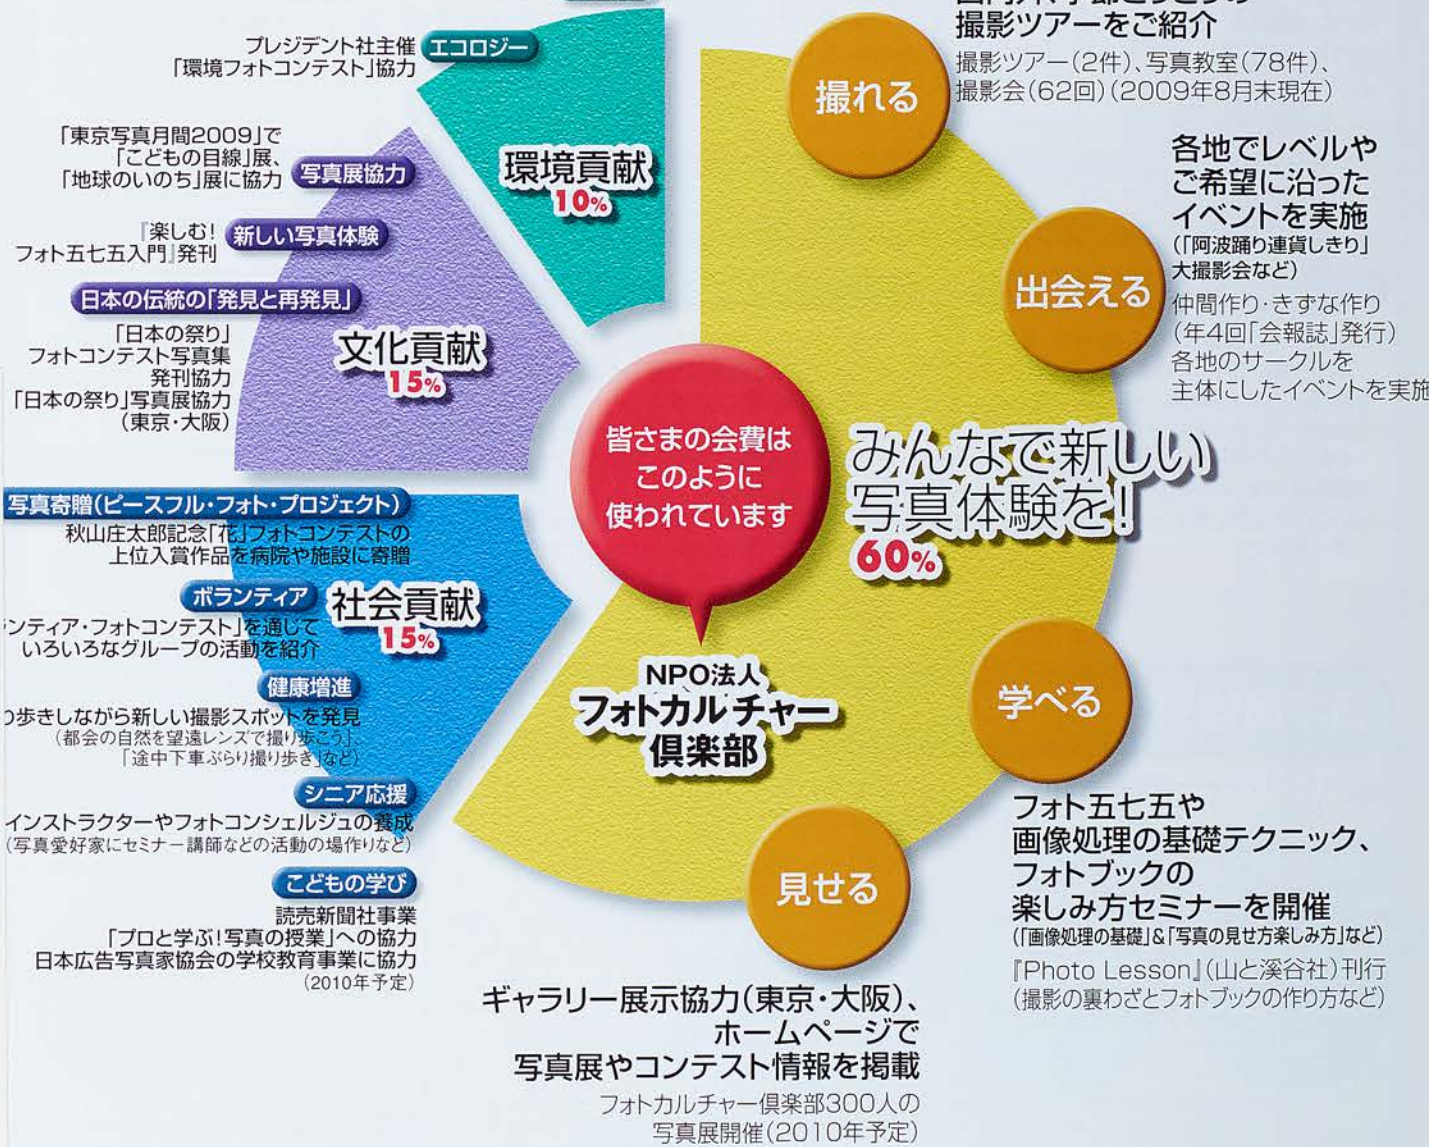 撮影ツアーをご紹介
撮影ツアー(2件)、写真教室(78件)、
撮影会(62回)(2009年8月末現在)
撮れる
各地でレベルや
ご希望に沿った
イベントを実施
(「阿波踊り連貸しきり」
大撮影会など)
仲間作り・きずな作り
(年4回「会報誌」発行)
各地のサークルを
主体にしたイベントを実施
出会える
みんなで新しい
写真体験を!
60%
学べる
フォト五七五や
画像処理の基礎テクニック、
フォトブックの
楽しみ方セミナーを開催
(「画像処理の基礎」&「写真の見せ方楽しみ方」など)
『Photo Lesson』(山と溪谷社)刊行
(撮影の裏わざとフォトブックの作り方など)
見せる
ギャラリー展示協力(東京・大阪)、
ホームページで
写真展やコンテスト情報を掲載
フォトカルチャー倶楽部300人の
写真展開催(2010年予定)
皆さまの会費は
このように
使われています
NPO法人
フォトカルチャー
倶楽部
エコロジー
プレジデント社主催
「環境フォトコンテスト」協力
環境貢献
10%
写真展協力
「東京写真月間2009」で
「こどもの目線」展、
「地球のいのち」展に協力
新しい写真体験
『楽しむ!
フォト五七五入門』発刊
日本の伝統の「発見と再発見」
「日本の祭り」
フォトコンテスト写真集
発刊協力
「日本の祭り」写真展協力
(東京・大阪)
文化貢献
15%
写真寄贈(ピースフル・フォト・プロジェクト)
秋山庄太郎記念「花」フォトコンテストの
上位入賞作品を病院や施設に寄贈
社会貢献
15%
ボランティア
ンティア・フォトコンテスト」を通じて
いろいろなグループの活動を紹介
健康増進
歩きしながら新しい撮影スポットを発見
(都会の自然を望遠レンズで撮り歩こう」、
「途中下車ぶらり撮り歩き」など)
シニア応援
インストラクターやフォトコンシェルジュの養成
(写真愛好家にセミナー講師などの活動の場作りなど)
こどもの学び
読売新聞社事業
「プロと学ぶ!写真の授業」への協力
日本広告写真家協会の学校教育事業に協力
(2010年予定)